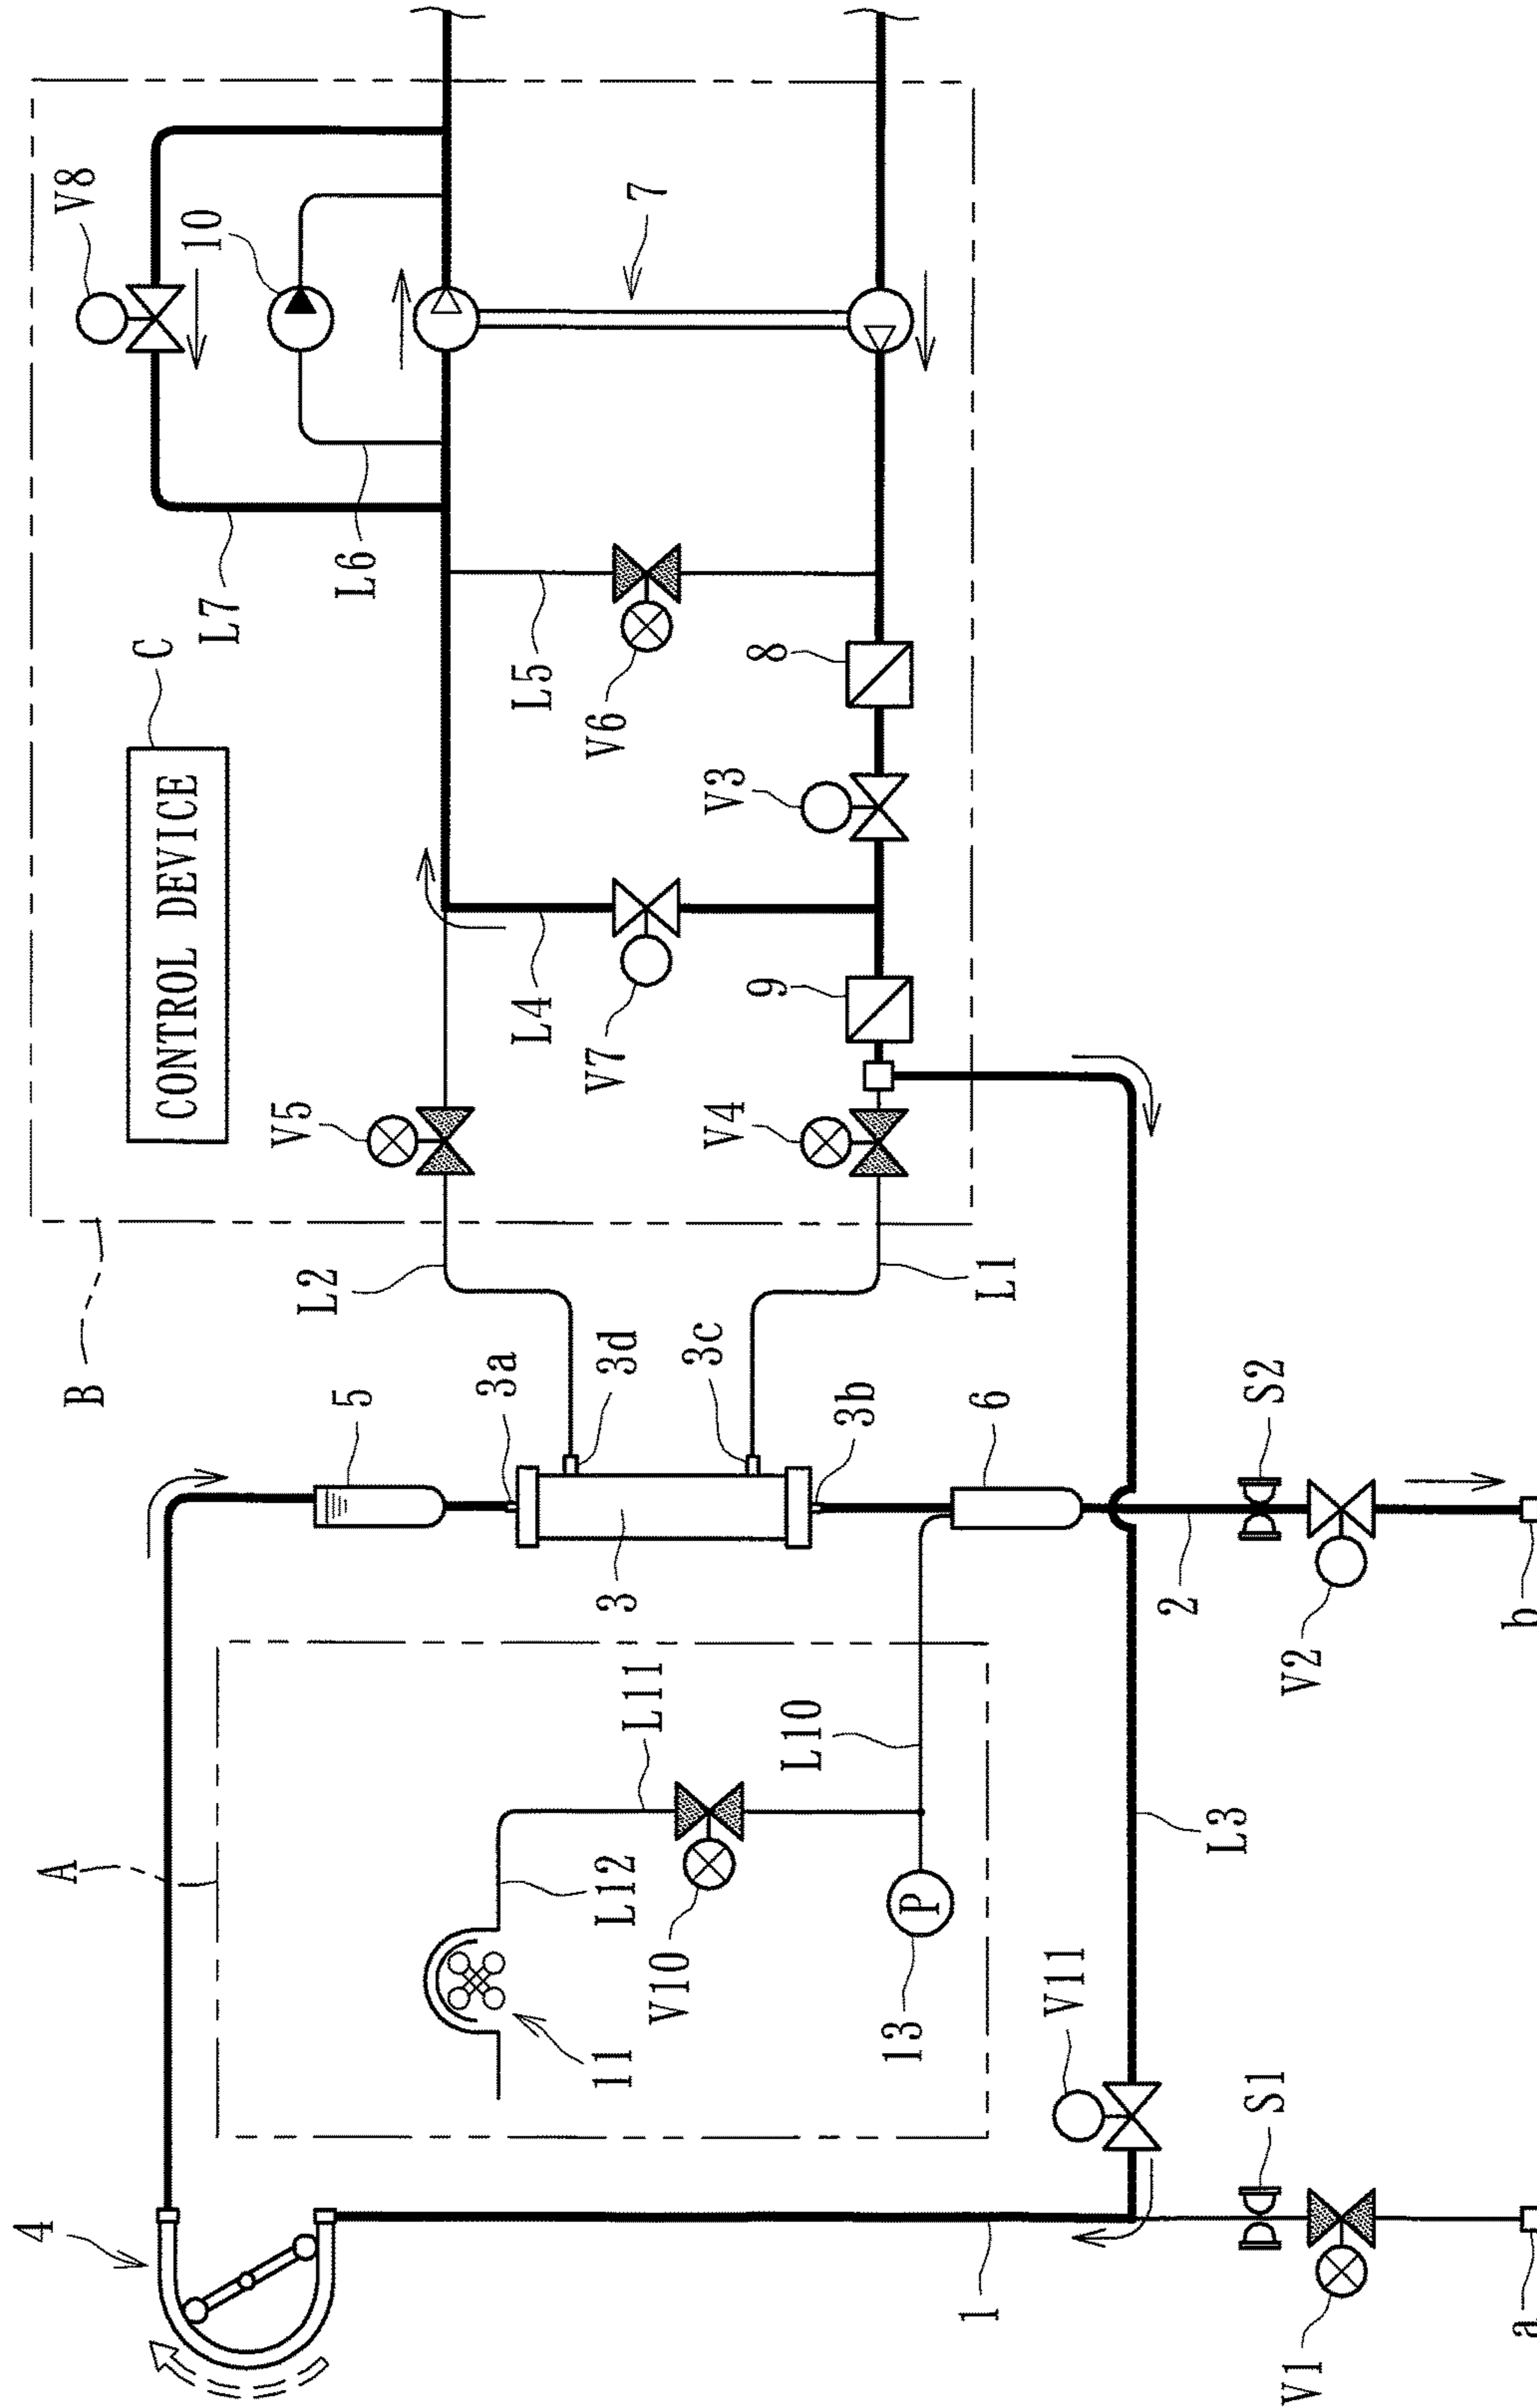 4
A
B
C
CONTROL DEVICE
L7
V8
10
L6
7
L5
V6
8
V3
L4
V7
9
V5
V4
L2
L1
5
3a
3d
3c
3b
3
6
S2
2
V2
b
L11
L12
V10
L10
11
P
13
L3
V11
S1
1
V1
a